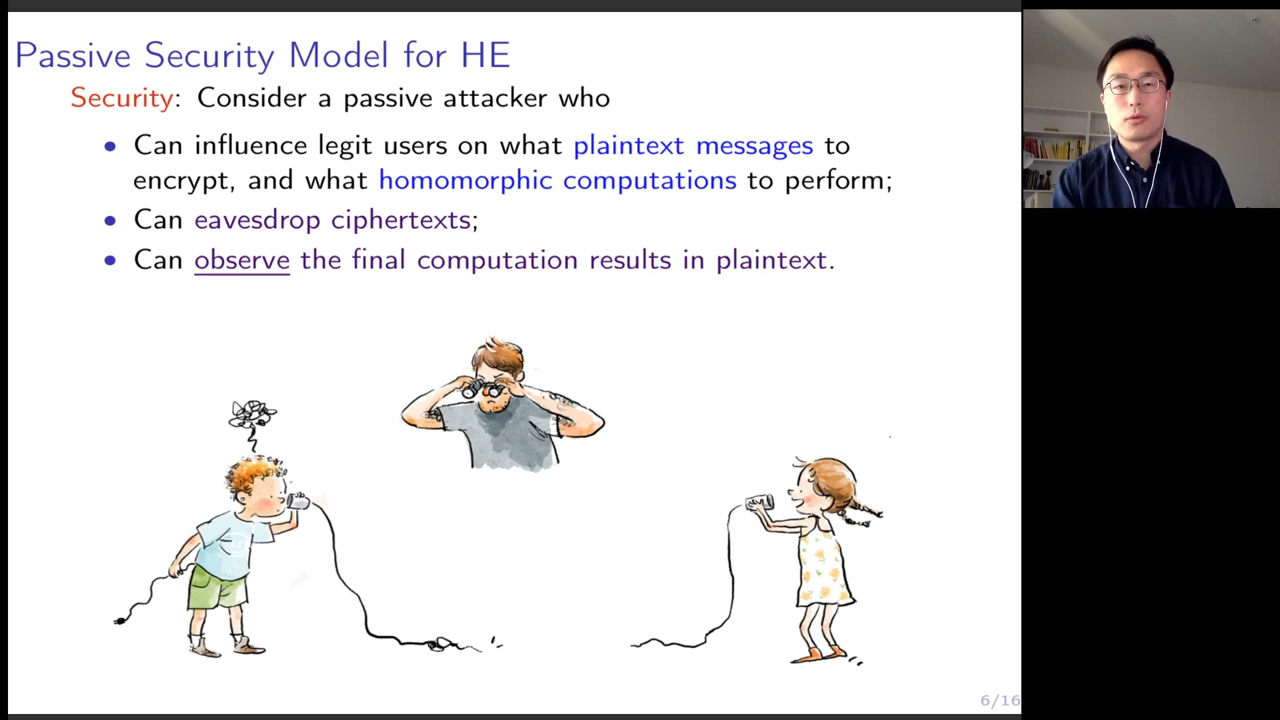 Passive Security Model for HE
Security: Consider a passive attacker who
• Can influence legit users on what plaintext messages to
encrypt, and what homomorphic computations to perform;
• Can eavesdrop ciphertexts;
• Can observe the final computation results in plaintext.
6/16